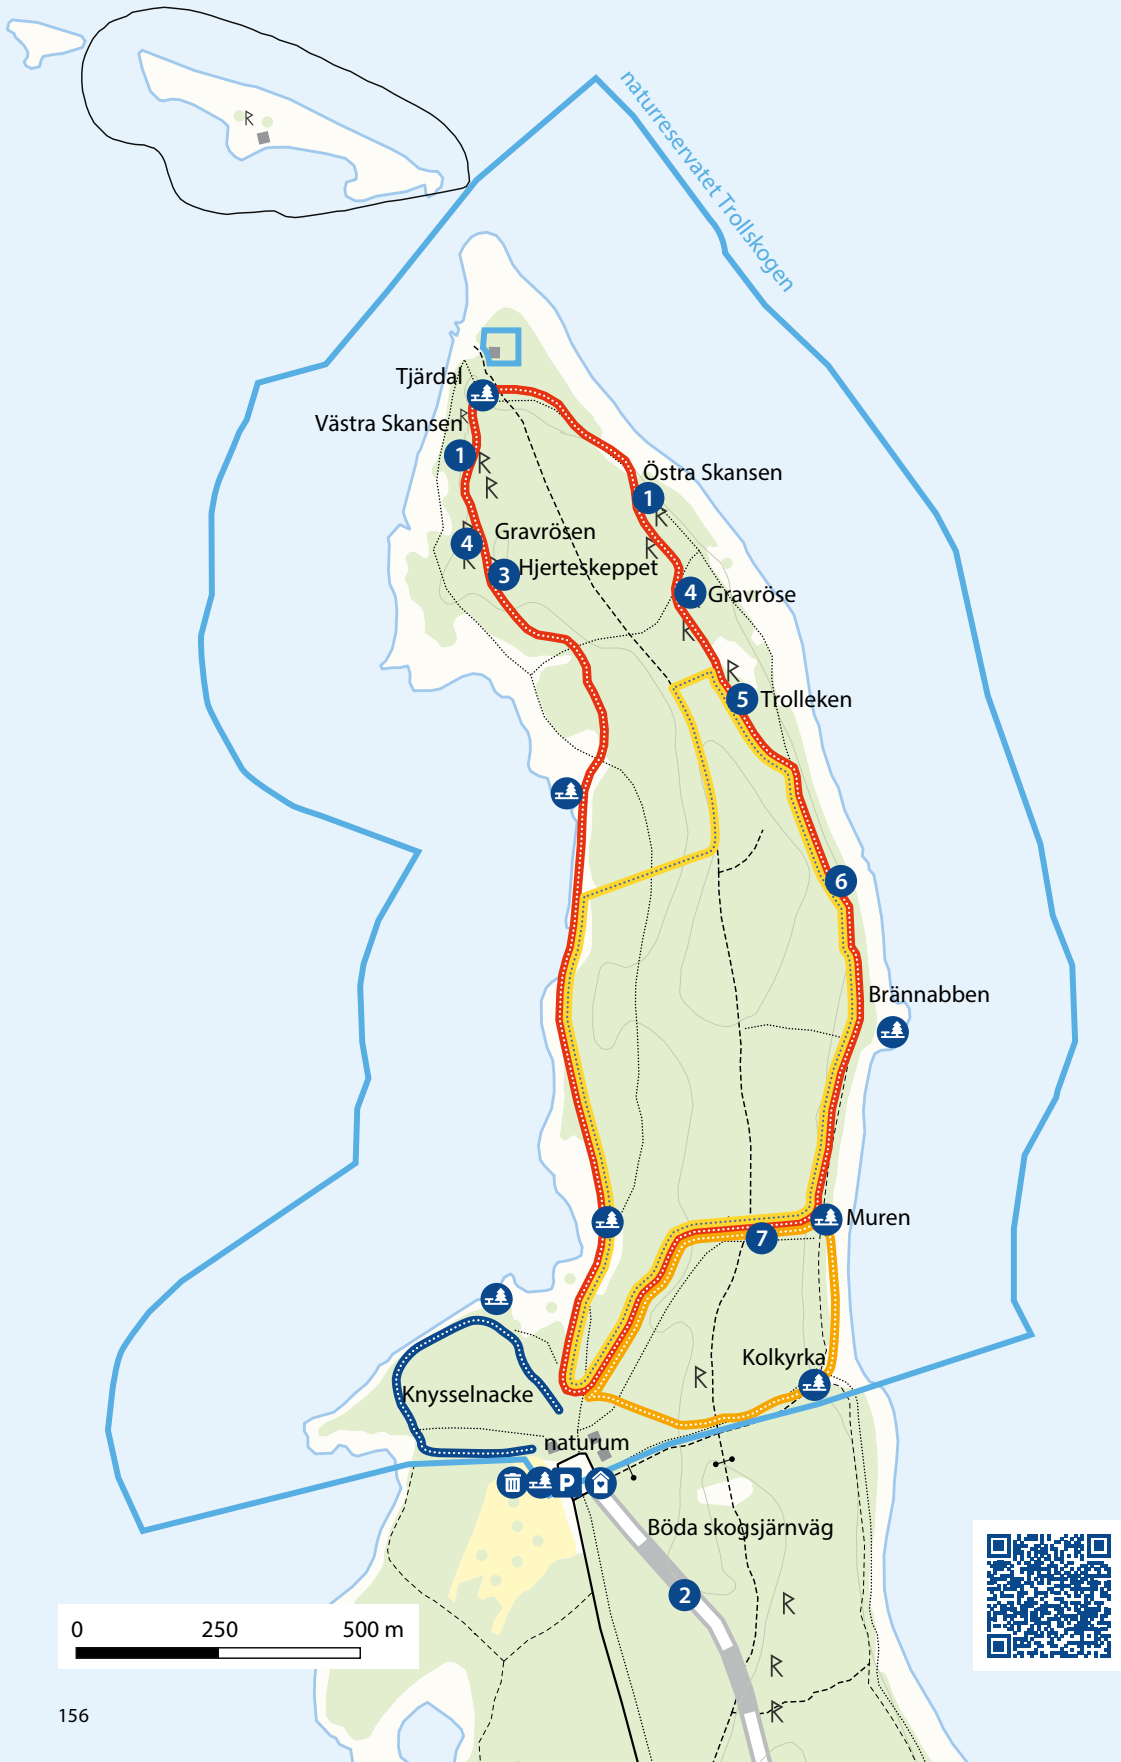 naturreservatet Trollskogen
Tjärdal
Västra Skansen
1
Östra Skansen
1
Gravrösen
4
Hjerteskeppet
3
4
Gravröse
5
Trolleken
6
Brännabben
Muren
7
Kolkyrka
Knysselnacke
naturum
P
Böda skogsjärnväg
2
0 250 500 m
156